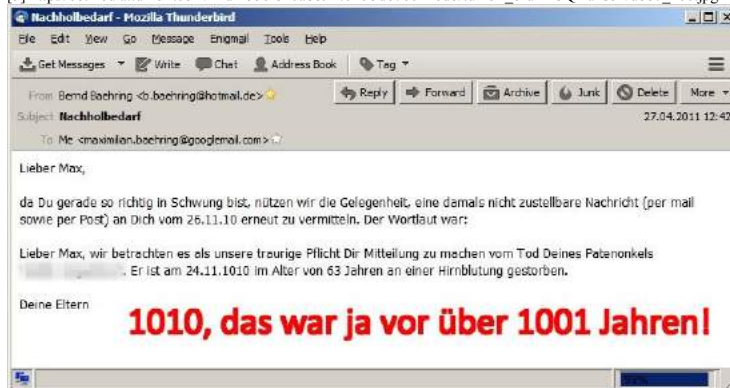 Nachholbedarf - Mozilla Thunderbird
File Edit View Go Message Enigmail Tools Help
Get Messages Write Chat Address Book Tag
From Bernd Baehring <b.baehring@hotmail.de> Reply Forward Archive Junk Delete More
Subject Nachholbedarf 27.04.2011 12:42
To Me <maximilian.baehring@googlemail.com>
Lieber Max,
da Du gerade so richtig in Schwung bist, nützen wir die Gelegenheit, eine damals nicht zustellbare Nachricht (per mail
sowie per Post) an Dich vom 26.11.10 erneut zu vermitteln. Der Wortlaut war:
Lieber Max, wir betrachten es als unsere traurige Pflicht Dir Mitteilung zu machen vom Tod Deines Patenonkels
. Er ist am 24.11.1010 im Alter von 63 Jahren an einer Hirnblutung gestorben.
Deine Eltern
1010, das war ja vor über 1001 Jahren!